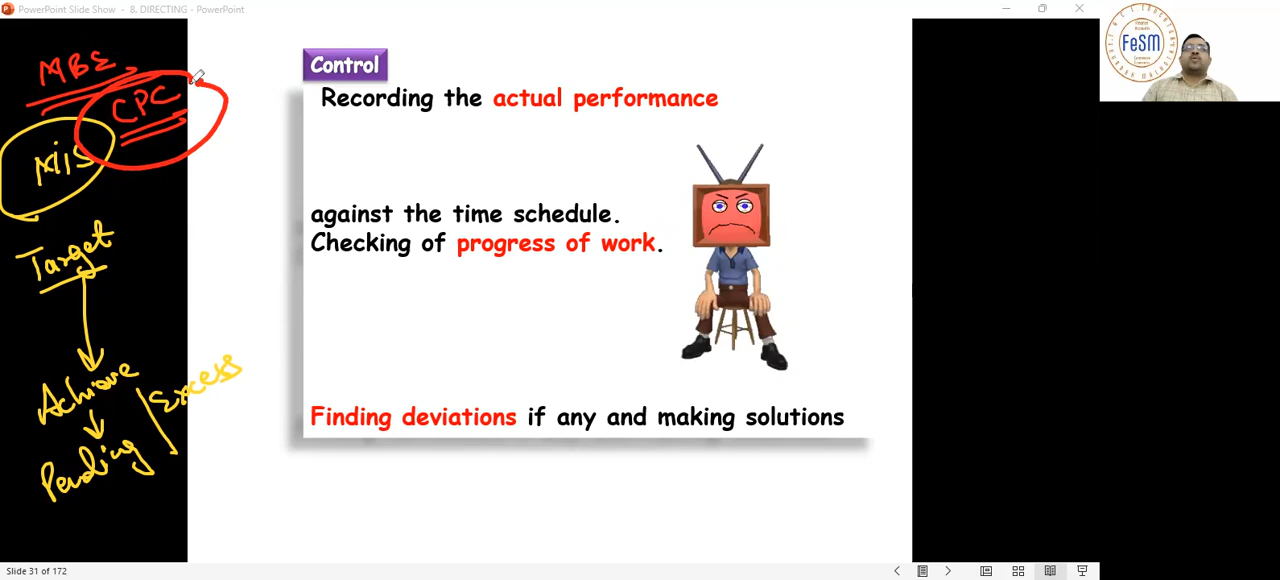 PowerPoint Slide Show - 8. DIRECTING - PowerPoint
FeSM
MBE
CPC
MIS
Target
Achieve
Pending / Excess
Control
Recording the actual performance
against the time schedule.
Checking of progress of work.
Finding deviations if any and making solutions
Slide 31 of 172